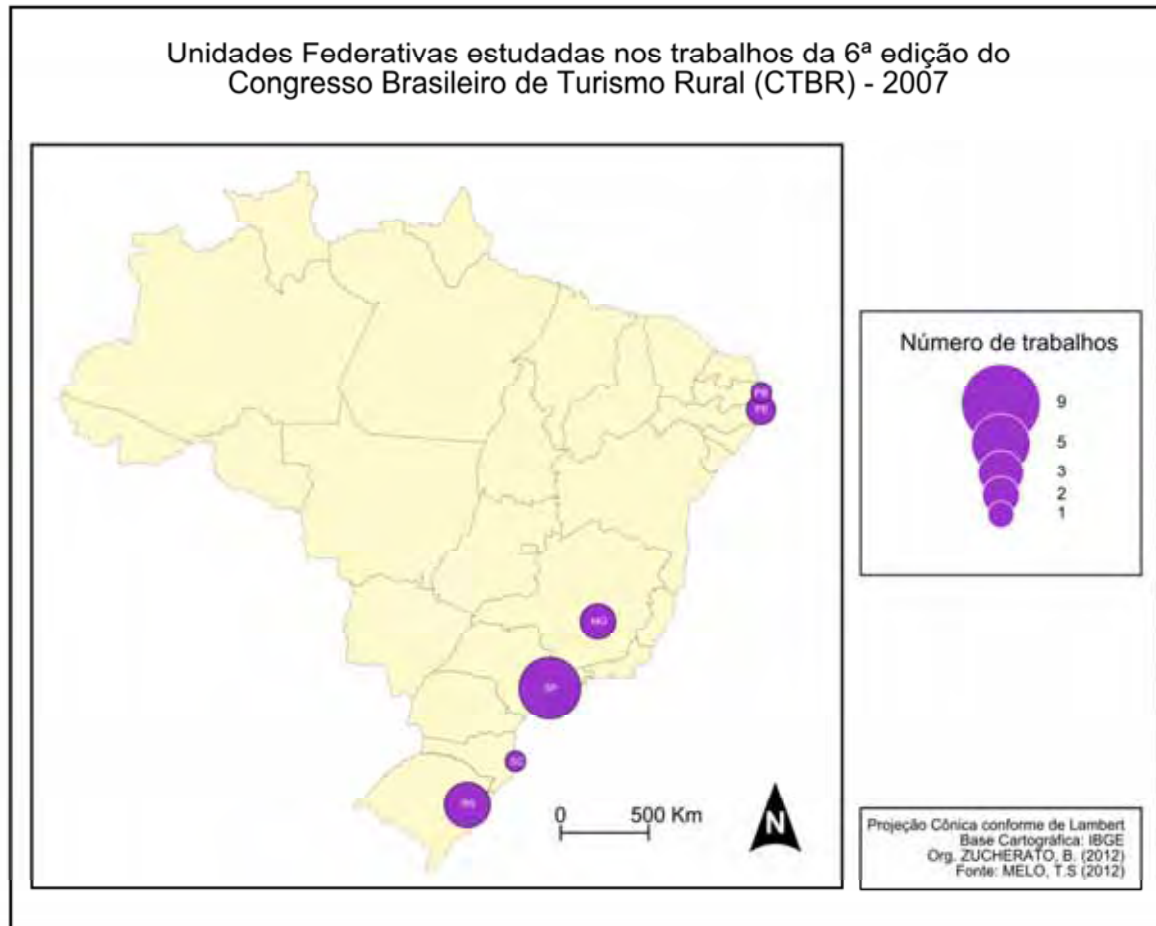 Unidades Federativas estudadas nos trabalhos da 6ª edição do
Congresso Brasileiro de Turismo Rural (CTBR) - 2007
PB
PE
MG
SP
SC
RS
0 500 Km
N
Número de trabalhos
9
5
3
2
1
Projeção Cônica conforme de Lambert
Base Cartográfica: IBGE
Org. ZUCHERATO, B. (2012)
Fonte: MELO, T.S (2012)